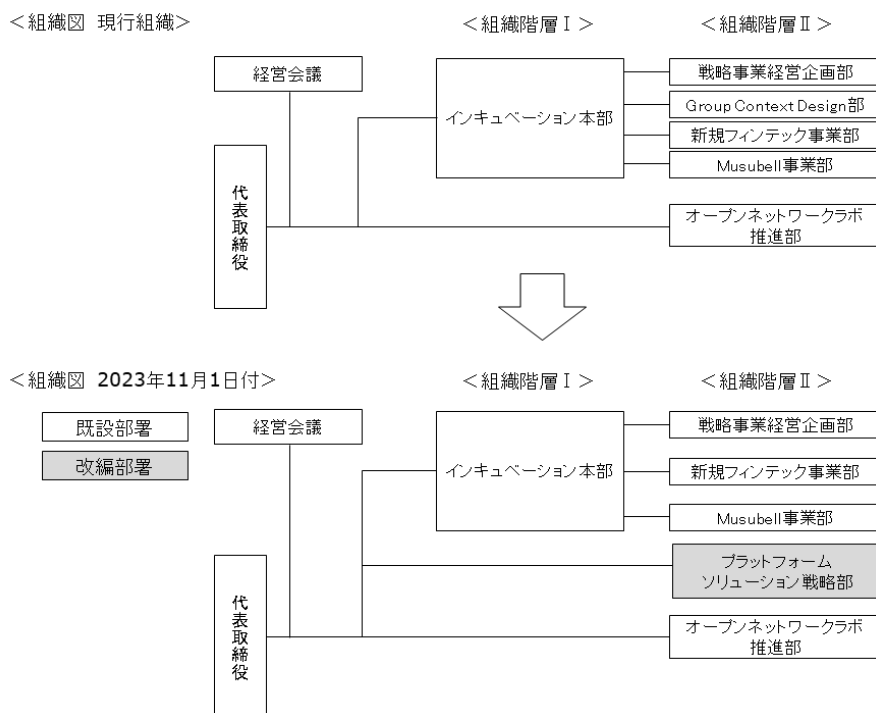 ＜組織図 現行組織＞
＜組織階層Ⅰ＞
＜組織階層Ⅱ＞
経営会議
代表取締役
インキュベーション本部
戦略事業経営企画部
Group Context Design部
新規フィンテック事業部
Musubell事業部
オープンネットワークラボ
推進部
＜組織図 2023年11月1日付＞
＜組織階層Ⅰ＞
＜組織階層Ⅱ＞
既設部署
改編部署
経営会議
代表取締役
インキュベーション本部
戦略事業経営企画部
新規フィンテック事業部
Musubell事業部
プラットフォーム
ソリューション戦略部
オープンネットワークラボ
推進部